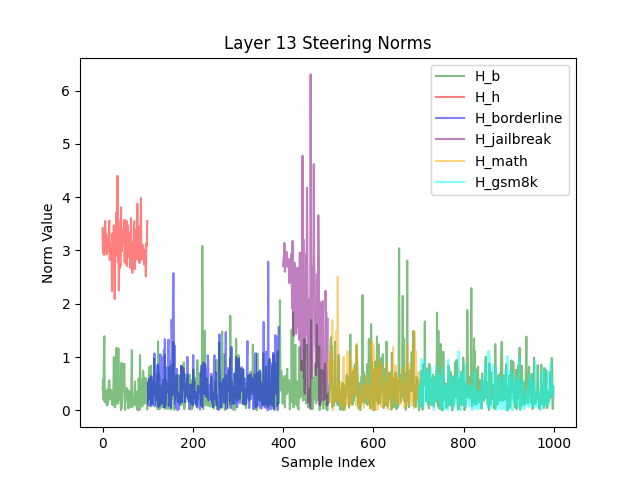 Layer 13 Steering Norms
Norm Value
6
5
4
3
2
1
0
0 200 400 600 800 1000
Sample Index
H_b
H_h
H_borderline
H_jailbreak
H_math
H_gsm8k